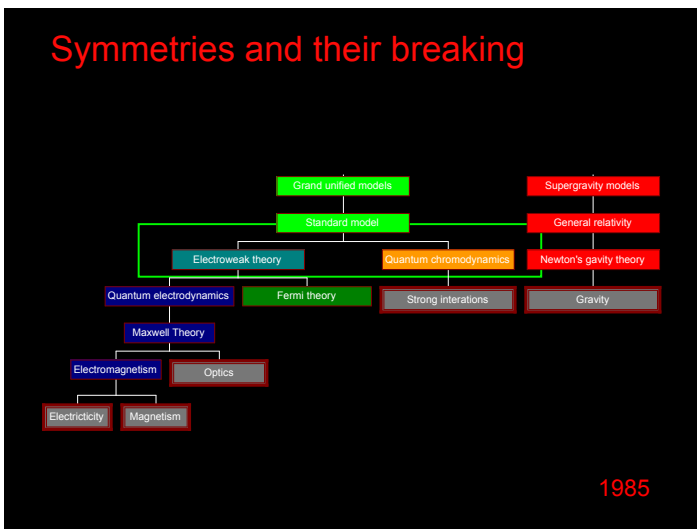 Symmetries and their breaking
Grand unified models
Supergravity models
Standard model
General relativity
Electroweak theory
Quantum chromodynamics
Newton's gavity theory
Quantum electrodynamics
Fermi theory
Strong interations
Gravity
Maxwell Theory
Electromagnetism
Optics
Electricticity
Magnetism
1985